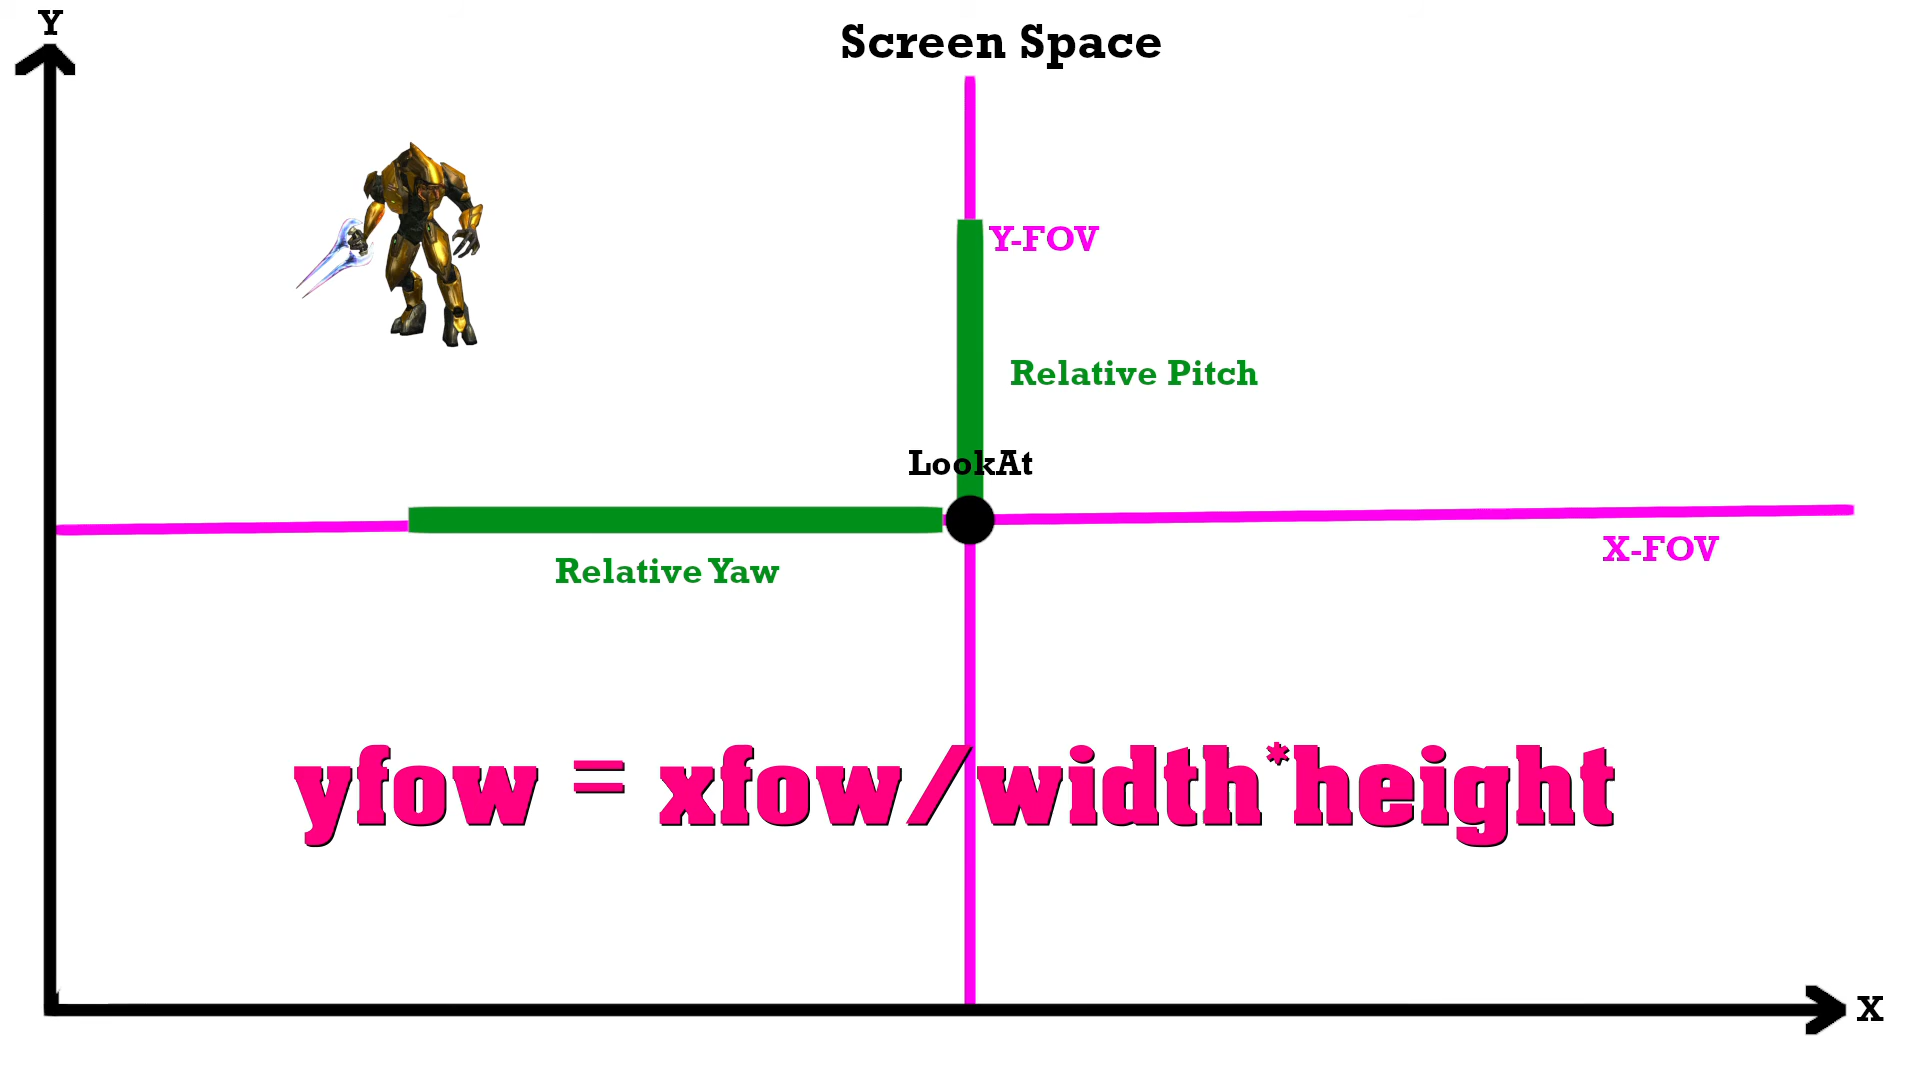 Y
Screen Space
Y-FOV
Relative Pitch
LookAt
X-FOV
Relative Yaw
yfow = xfow/width*height
X